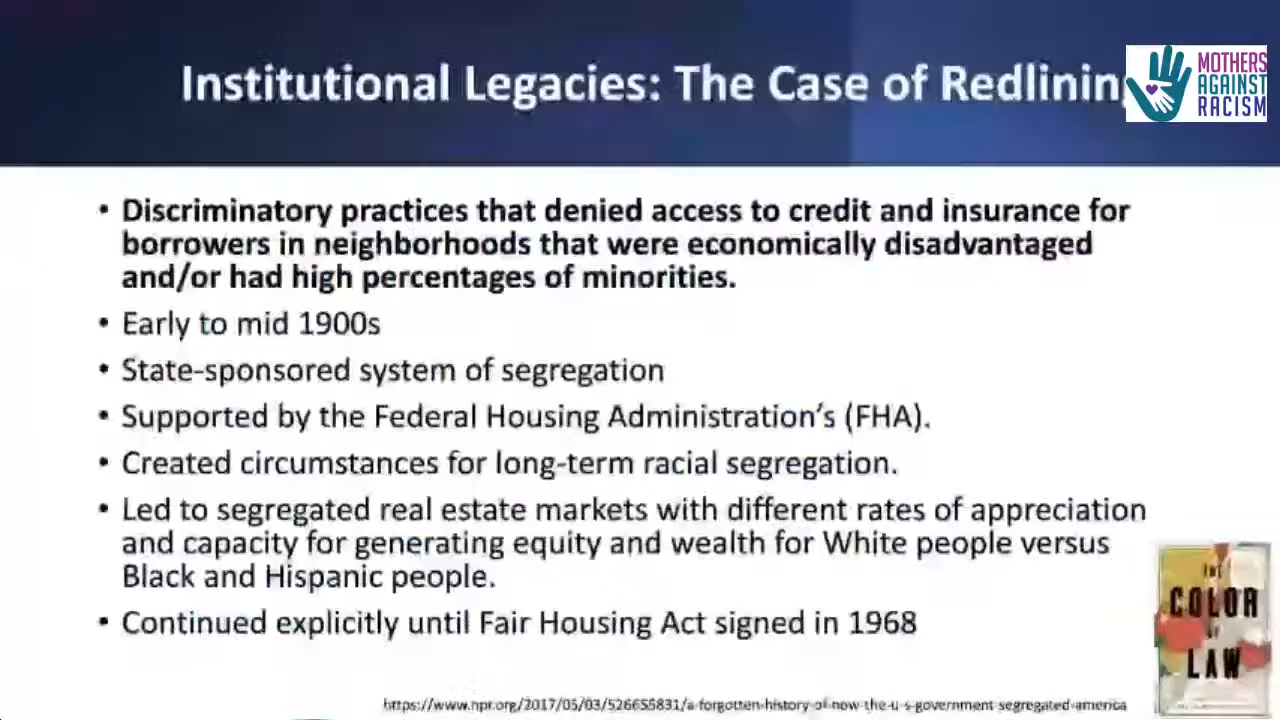 Institutional Legacies: The Case of Redlining
MOTHERS
AGAINST
RACISM
• Discriminatory practices that denied access to credit and insurance for
borrowers in neighborhoods that were economically disadvantaged
and/or had high percentages of minorities.
• Early to mid 1900s
• State-sponsored system of segregation
• Supported by the Federal Housing Administration's (FHA).
• Created circumstances for long-term racial segregation.
• Led to segregated real estate markets with different rates of appreciation
and capacity for generating equity and wealth for White people versus
Black and Hispanic people.
• Continued explicitly until Fair Housing Act signed in 1968
THE
COLOR
OF
LAW
https://www.npr.org/2017/05/03/526655831/a-forgotten-history-of-how-the-u-s-government-segregated-america